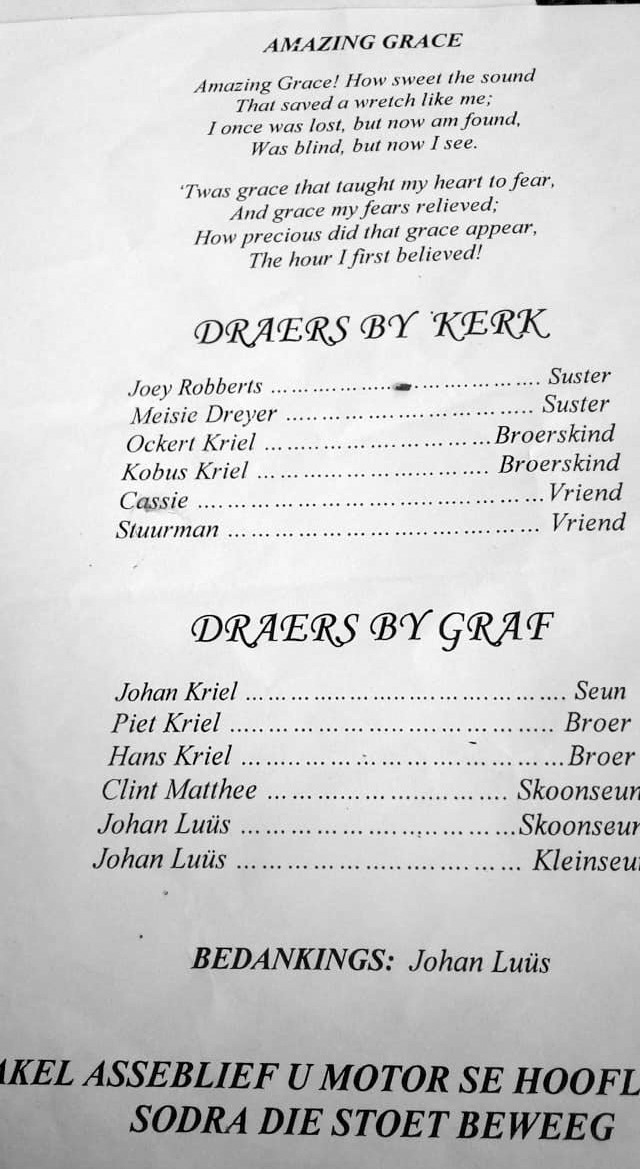 AMAZING GRACE
Amazing Grace! How sweet the sound
That saved a wretch like me;
I once was lost, but now am found,
Was blind, but now I see.
‘Twas grace that taught my heart to fear,
And grace my fears relieved;
How precious did that grace appear,
The hour I first believed!
DRAERS BY KERK
Joey Robberts ……………………………… Suster
Meisie Dreyer ……………………………… Suster
Ockert Kriel ………………………………Broerskind
Kobus Kriel ……………………………… Broerskind
Cassie ………………………………………Vriend
Stuurman …………………………………… Vriend
DRAERS BY GRAF
Johan Kriel …………………………………… Seun
Piet Kriel …………………………………… Broer
Hans Kriel ……………………………………Broer
Clint Matthee …………………………… Skoonseun
Johan Luüs ………………………………Skoonseun
Johan Luüs ……………………………… Kleinseun
BEDANKINGS: Johan Luüs
AKEL ASSEBLIEF U MOTOR SE HOOFL
SODRA DIE STOET BEWEEG